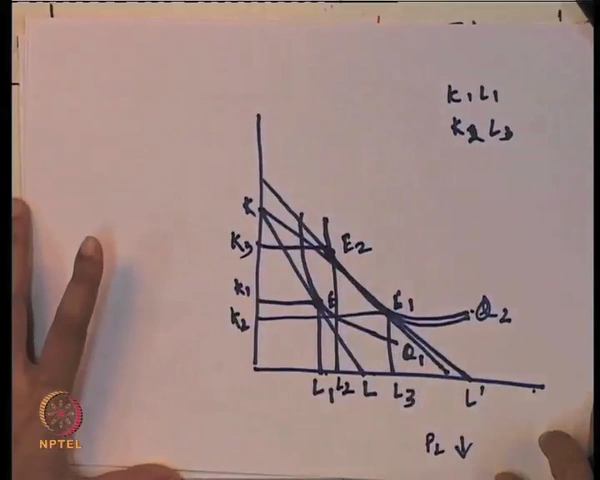 K1 L1
K2 L3
K
K3 E2
K1 E E1 Q2
K2
Q1
L1 L2 L L3 L'
PL ↓
NPTEL